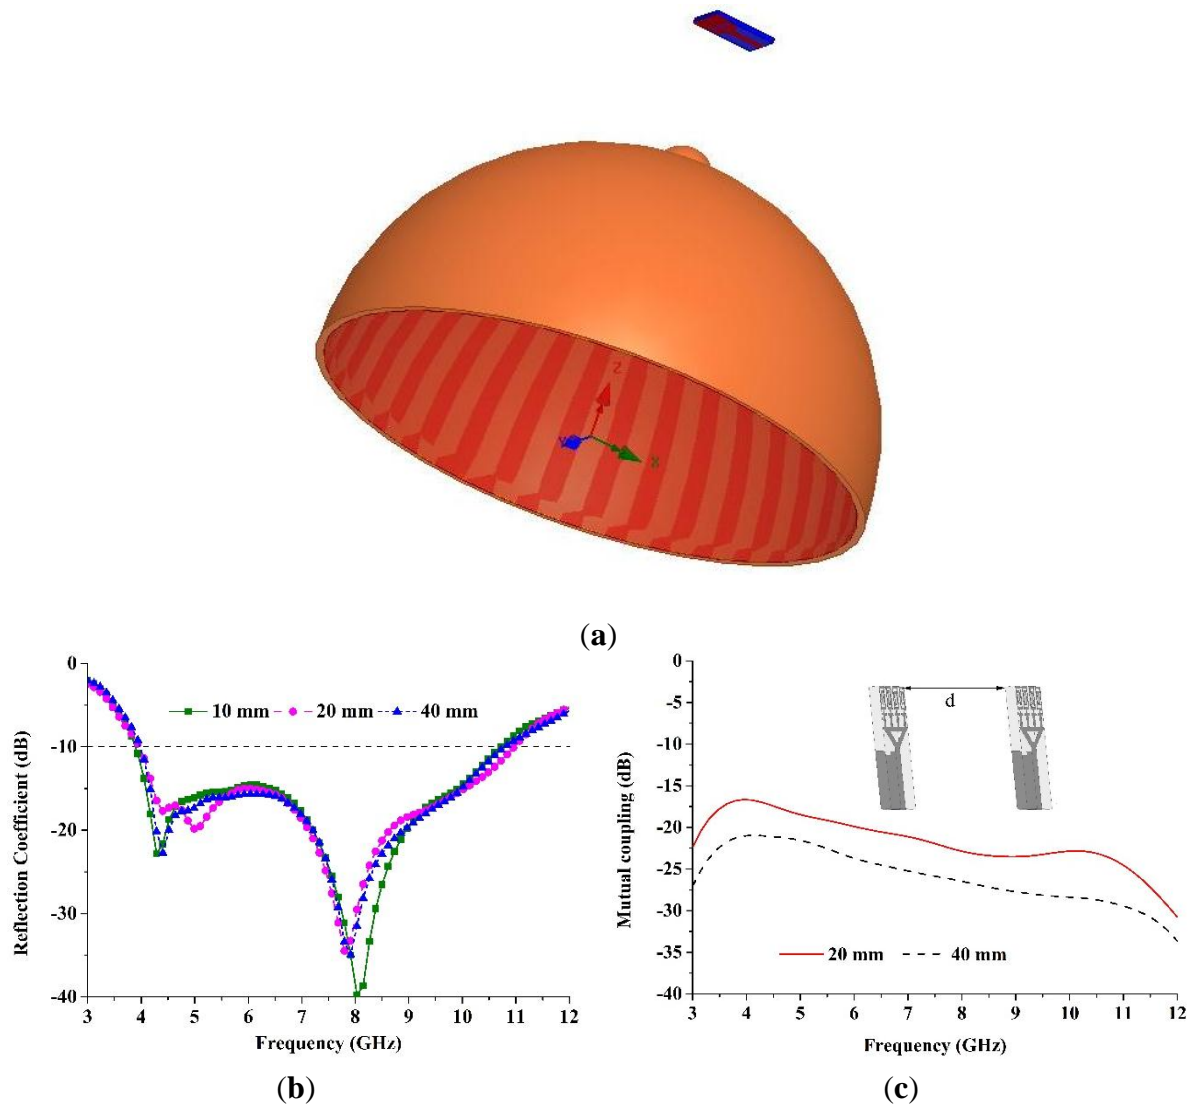 Z
Y
X
(a)
0
-10
-20
-30
-40
Reflection Coefficient (dB)
10 mm 20 mm 40 mm
3 4 5 6 7 8 9 10 11 12
Frequency (GHz)
(b)
0
-5
-10
-15
-20
-25
-30
-35
-40
Mutual coupling (dB)
d
20 mm 40 mm
3 4 5 6 7 8 9 10 11 12
Frequency (GHz)
(c)